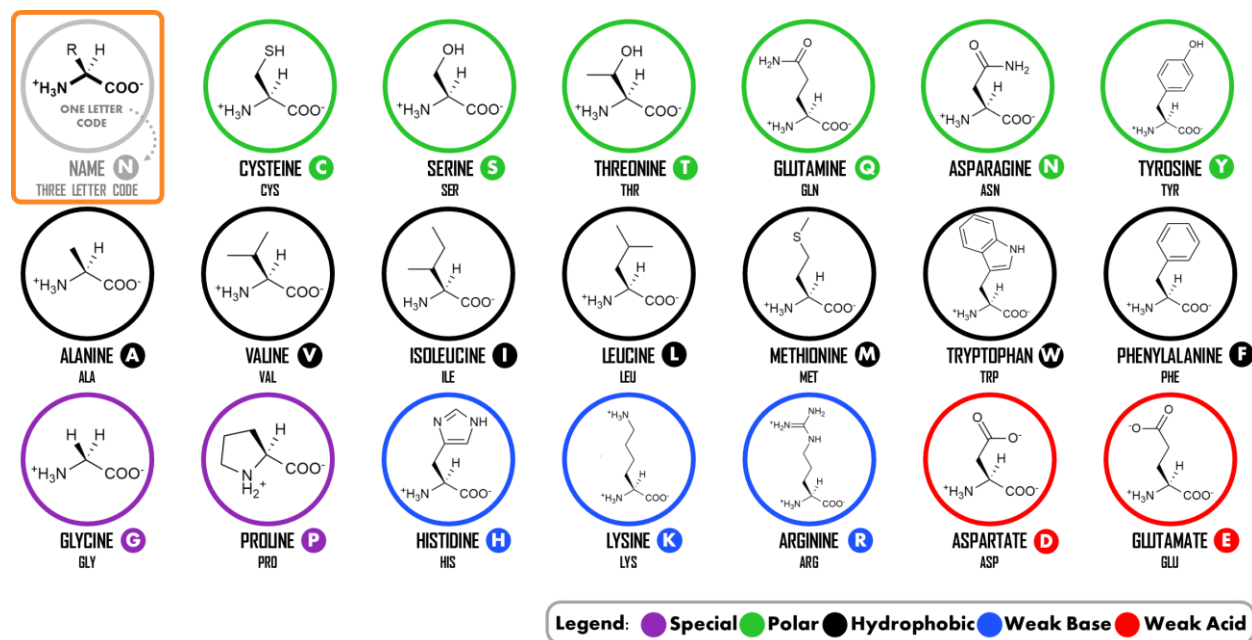 R H
⁺H₃N COO⁻
ONE LETTER
CODE
NAME N
THREE LETTER CODE
SH
H
⁺H₃N COO⁻
CYSTEINE C
CYS
OH
H
⁺H₃N COO⁻
SERINE S
SER
OH
H
⁺H₃N COO⁻
THREONINE T
THR
O
H₂N
H
⁺H₃N COO⁻
GLUTAMINE Q
GLN
O
NH₂
H
⁺H₃N COO⁻
ASPARAGINE N
ASN
OH
H
⁺H₃N COO⁻
TYROSINE Y
TYR
H
⁺H₃N COO⁻
ALANINE A
ALA
H
⁺H₃N COO⁻
VALINE V
VAL
H
⁺H₃N COO⁻
ISOLEUCINE I
ILE
H
⁺H₃N COO⁻
LEUCINE L
LEU
S
H
⁺H₃N COO⁻
METHIONINE M
MET
NH
H
⁺H₃N COO⁻
TRYPTOPHAN W
TRP
H
⁺H₃N COO⁻
PHENYLALANINE F
PHE
H H
⁺H₃N COO⁻
GLYCINE G
GLY
H
COO⁻
N
H₂⁺
PROLINE P
PRO
N NH
H
⁺H₃N COO⁻
HISTIDINE H
HIS
⁺H₃N
H
⁺H₃N COO⁻
LYSINE K
LYS
NH₂
⁺H₂N NH
H
⁺H₃N COO⁻
ARGININE R
ARG
O
O⁻
H
⁺H₃N COO⁻
ASPARTATE D
ASP
O
⁻O
H
⁺H₃N COO⁻
GLUTAMATE E
GLU
Legend: Special Polar Hydrophobic Weak Base Weak Acid